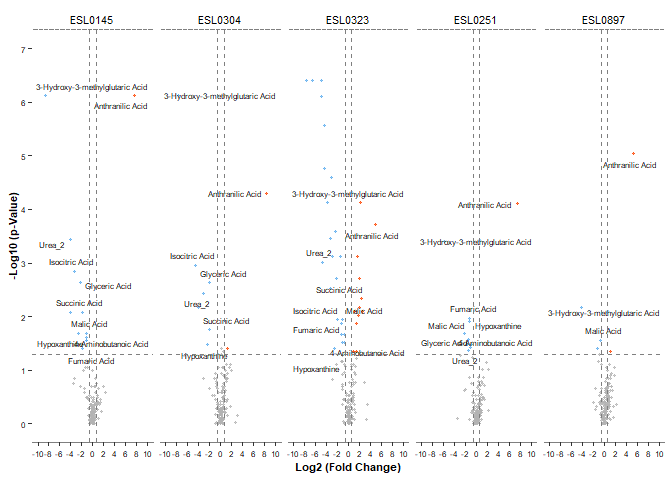 ESL0145
ESL0304
ESL0323
ESL0251
ESL0897
7
6
5
4
3
2
1
0
-Log10 (p-Value)
3-Hydroxy-3-methylglutaric Acid
Anthranilic Acid
Urea_2
Isocitric Acid
Glyceric Acid
Succinic Acid
Malic Acid
Hypoxanthine
4-Aminobutanoic Acid
Fumaric Acid
3-Hydroxy-3-methylglutaric Acid
Anthranilic Acid
Isocitric Acid
Glyceric Acid
Urea_2
Succinic Acid
Hypoxanthine
3-Hydroxy-3-methylglutaric Acid
Anthranilic Acid
Urea_2
Succinic Acid
Isocitric Acid
Malic Acid
Fumaric Acid
4-Aminobutanoic Acid
Hypoxanthine
Anthranilic Acid
3-Hydroxy-3-methylglutaric Acid
Fumaric Acid
Malic Acid
Hypoxanthine
Glyceric Acid
4-Aminobutanoic Acid
Urea_2
Anthranilic Acid
3-Hydroxy-3-methylglutaric Acid
Malic Acid
-10 -8 -6 -4 -2 0 2 4 6 8 10
-10 -8 -6 -4 -2 0 2 4 6 8 10
-10 -8 -6 -4 -2 0 2 4 6 8 10
-10 -8 -6 -4 -2 0 2 4 6 8 10
-10 -8 -6 -4 -2 0 2 4 6 8 10
Log2 (Fold Change)